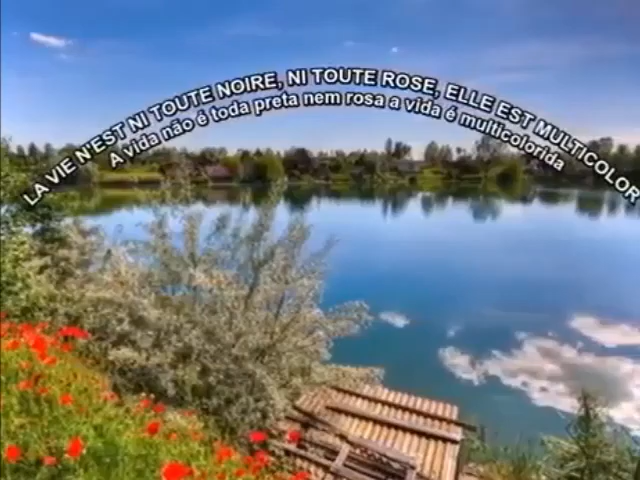 LA VIE N'EST NI TOUTE NOIRE, NI TOUTE ROSE, ELLE EST MULTICOLOR
A vida não é toda preta nem rosa a vida é multicolorida